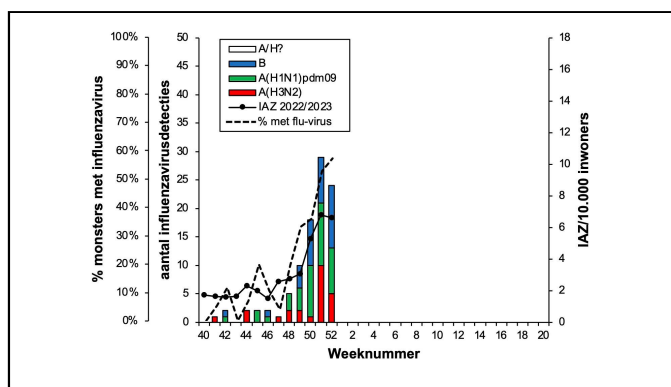 100%
90%
80%
70%
60%
50%
40%
30%
20%
10%
0%
% monsters met influenzavirus
50
45
40
35
30
25
20
15
10
5
0
aantal influenzavirusdetecties
A/H?
B
A(H1N1)pdm09
A(H3N2)
IAZ 2022/2023
% met flu-virus
18
16
14
12
10
8
6
4
2
0
IAZ/10.000 inwoners
40 42 44 46 48 50 52 2 4 6 8 10 12 14 16 18 20
Weeknummer